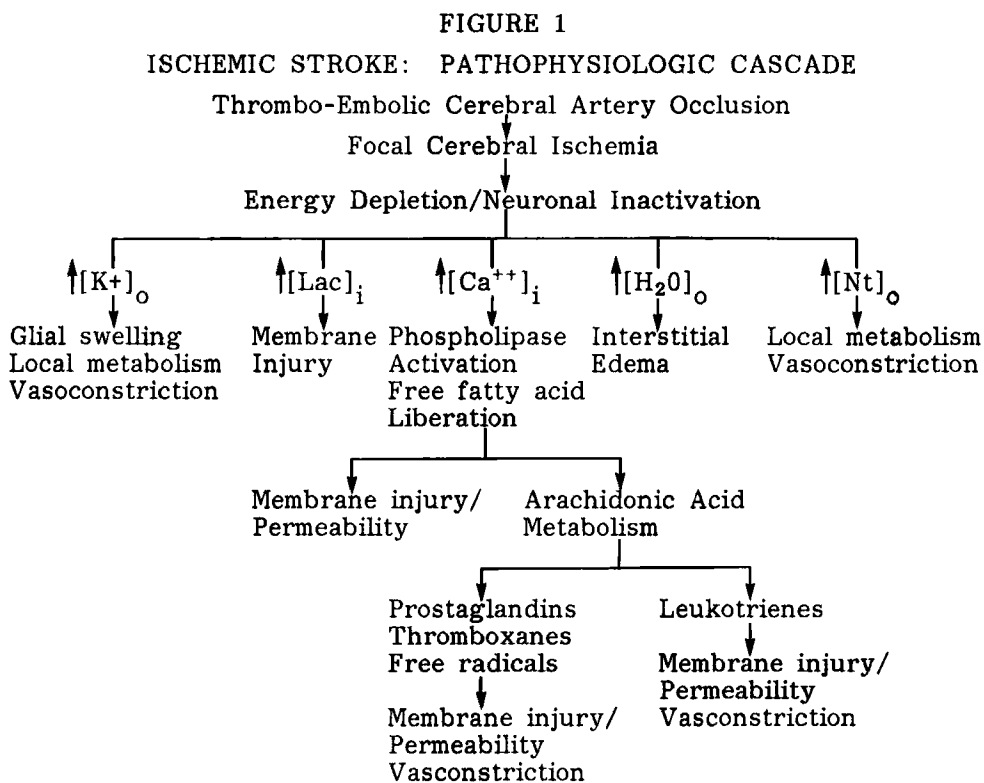 FIGURE 1
ISCHEMIC STROKE: PATHOPHYSIOLOGIC CASCADE
Thrombo-Embolic Cerebral Artery Occlusion
Focal Cerebral Ischemia
Energy Depletion/Neuronal Inactivation
↑[K+]o ↑[Lac]i ↑[Ca++]i ↑[H20]o ↑[Nt]o
Glial swelling
Local metabolism
Vasoconstriction
Membrane
Injury
Phospholipase
Activation
Free fatty acid
Liberation
Interstitial
Edema
Local metabolism
Vasoconstriction
Membrane injury/
Permeability
Arachidonic Acid
Metabolism
Prostaglandins
Thromboxanes
Free radicals
Membrane injury/
Permeability
Vasconstriction
Leukotrienes
Membrane injury/
Permeability
Vasconstriction